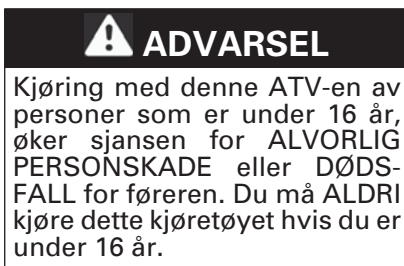 ADVARSEL
Kjøring med denne ATV-en av
personer som er under 16 år,
øker sjansen for ALVORLIG
PERSONSKADE eller DØDS-
FALL for føreren. Du må ALDRI
kjøre dette kjøretøyet hvis du er
under 16 år.